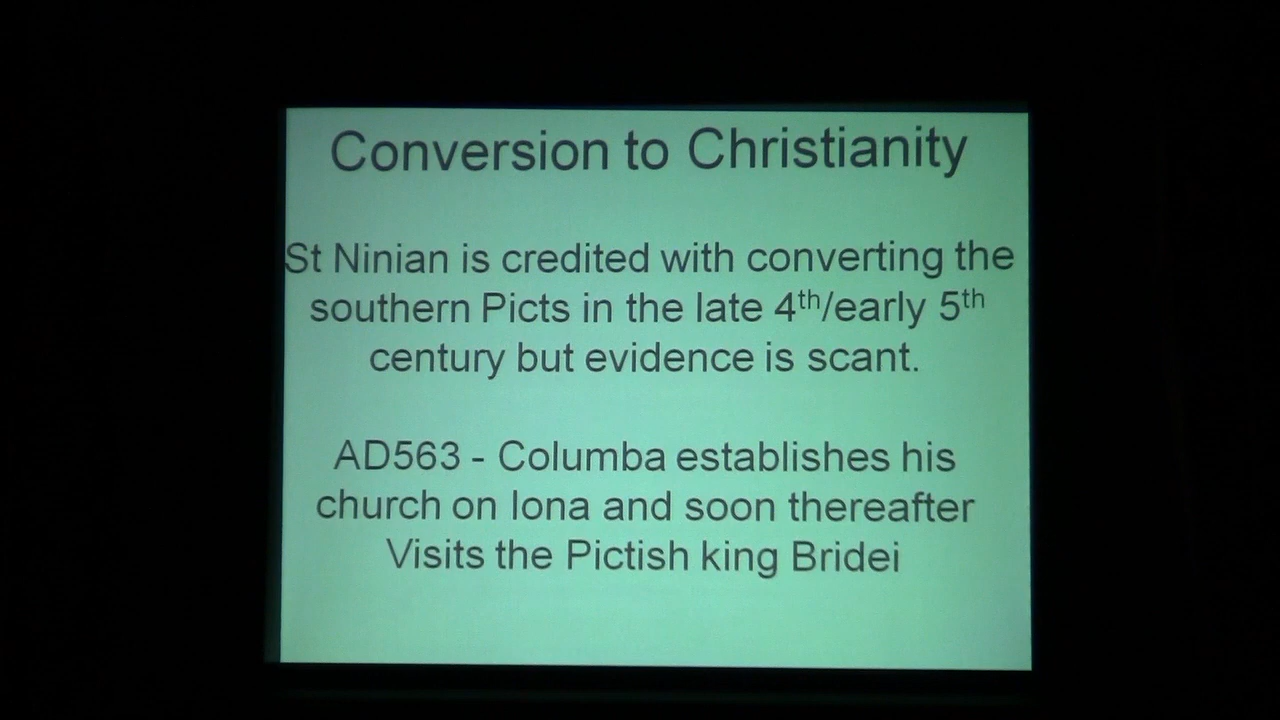 Conversion to Christianity
St Ninian is credited with converting the
southern Picts in the late 4th/early 5th
century but evidence is scant.
AD563 - Columba establishes his
church on Iona and soon thereafter
Visits the Pictish king Bridei